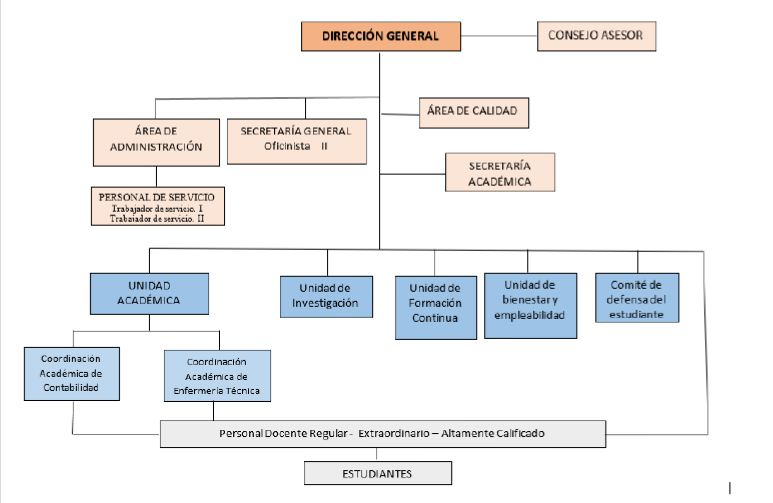 DIRECCIÓN GENERAL
CONSEJO ASESOR
ÁREA DE CALIDAD
ÁREA DE
ADMINISTRACIÓN
SECRETARÍA GENERAL
Oficinista II
SECRETARÍA
ACADÉMICA
PERSONAL DE SERVICIO
Trabajador de servicio. I
Trabajador de servicio. II
UNIDAD
ACADÉMICA
Unidad de
Investigación
Unidad de
Formación
Continua
Unidad de
bienestar y
empleabilidad
Comité de
defensa del
estudiante
Coordinación
Académica de
Contabilidad
Coordinación
Académica de
Enfermería Técnica
Personal Docente Regular - Extraordinario – Altamente Calificado
ESTUDIANTES